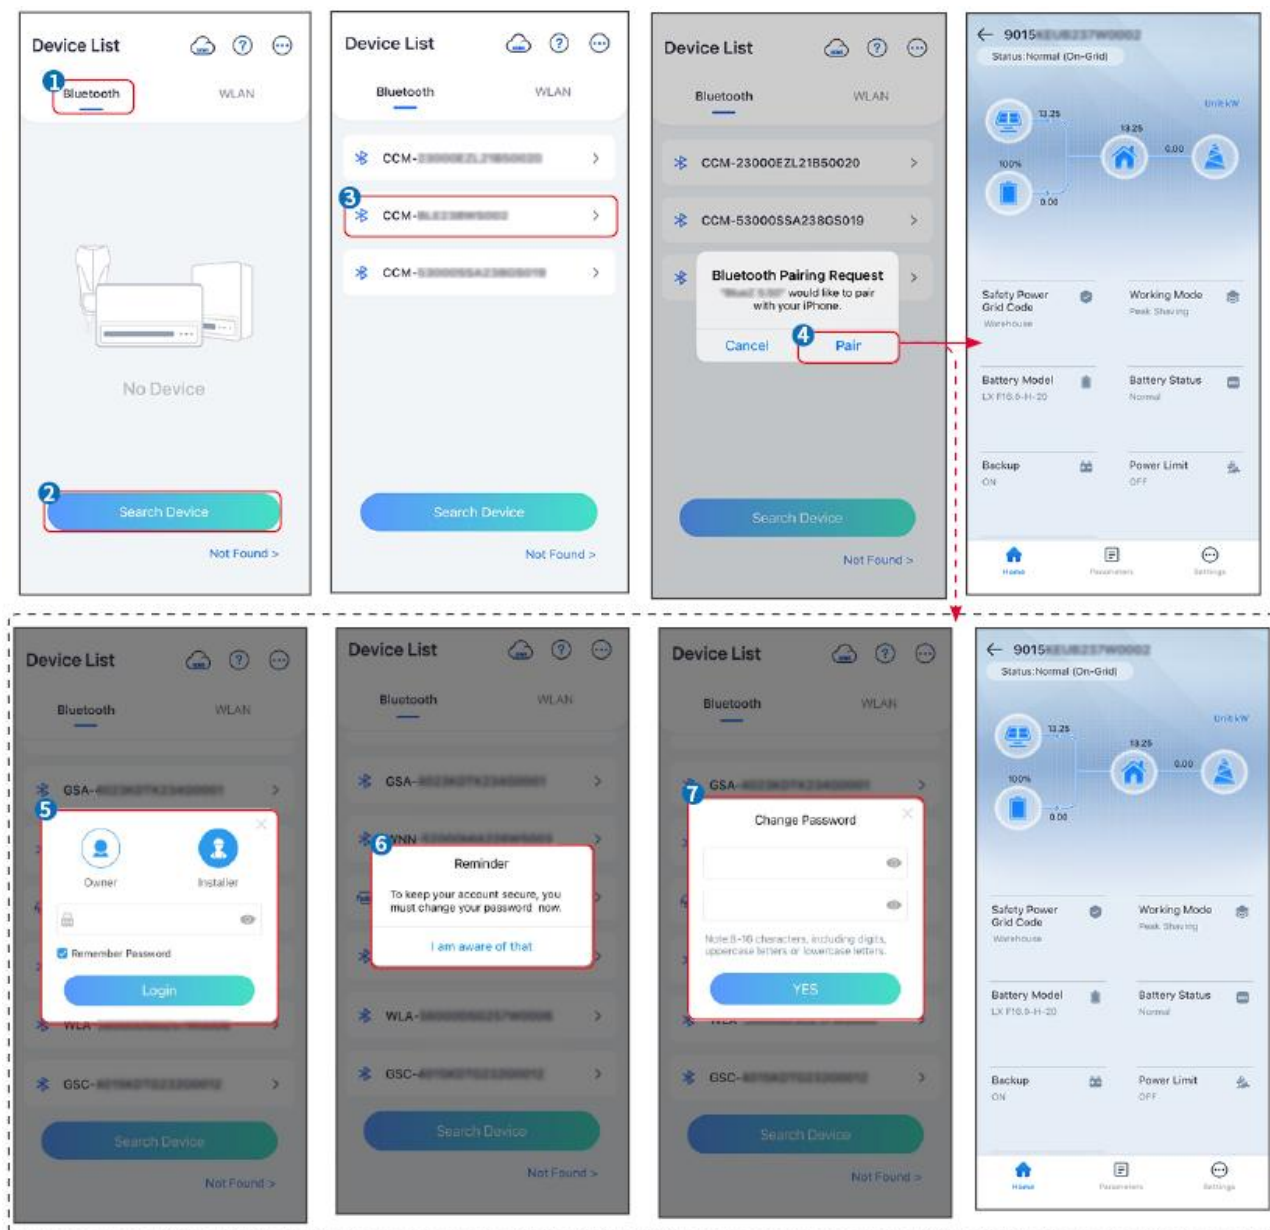 Device List
1
Bluetooth
WLAN
No Device
2
Search Device
Not Found >
Device List
Bluetooth
WLAN
CCM-
3
CCM-
CCM-
Search Device
Not Found >
Device List
Bluetooth
WLAN
CCM-23000EZL21B50020
CCM-53000SSA238GS019
Bluetooth Pairing Request
would like to pair
with your iPhone.
Cancel
4
Pair
Search Device
Not Found >
9015
Status:Normal (On-Grid)
Unit:kW
13.25
13.25
0.00
100%
0.00
Safety Power
Grid Code
Warehouse
Working Mode
Peak Shaving
Battery Model
LX F16.0-H-20
Battery Status
Normal
Backup
ON
Power Limit
OFF
Home
Parameters
Settings
Device List
Bluetooth
WLAN
GSA-
5
Owner
Installer
Remember Password
Login
WLA-
GSC-
Search Device
Not Found >
Device List
Bluetooth
WLAN
GSA-
WNN
6
Reminder
To keep your account secure, you
must change your password now.
I am aware of that
WLA-
GSC-
Search Device
Not Found >
Device List
Bluetooth
WLAN
GSA-
7
Change Password
Note:8-16 characters, including digits,
uppercase letters or lowercase letters.
YES
GSC-
Search Device
Not Found >
9015
Status:Normal (On-Grid)
Unit:kW
13.25
13.25
0.00
100%
0.00
Safety Power
Grid Code
Warehouse
Working Mode
Peak Shaving
Battery Model
LX F16.0-H-20
Battery Status
Normal
Backup
ON
Power Limit
OFF
Home
Parameters
Settings